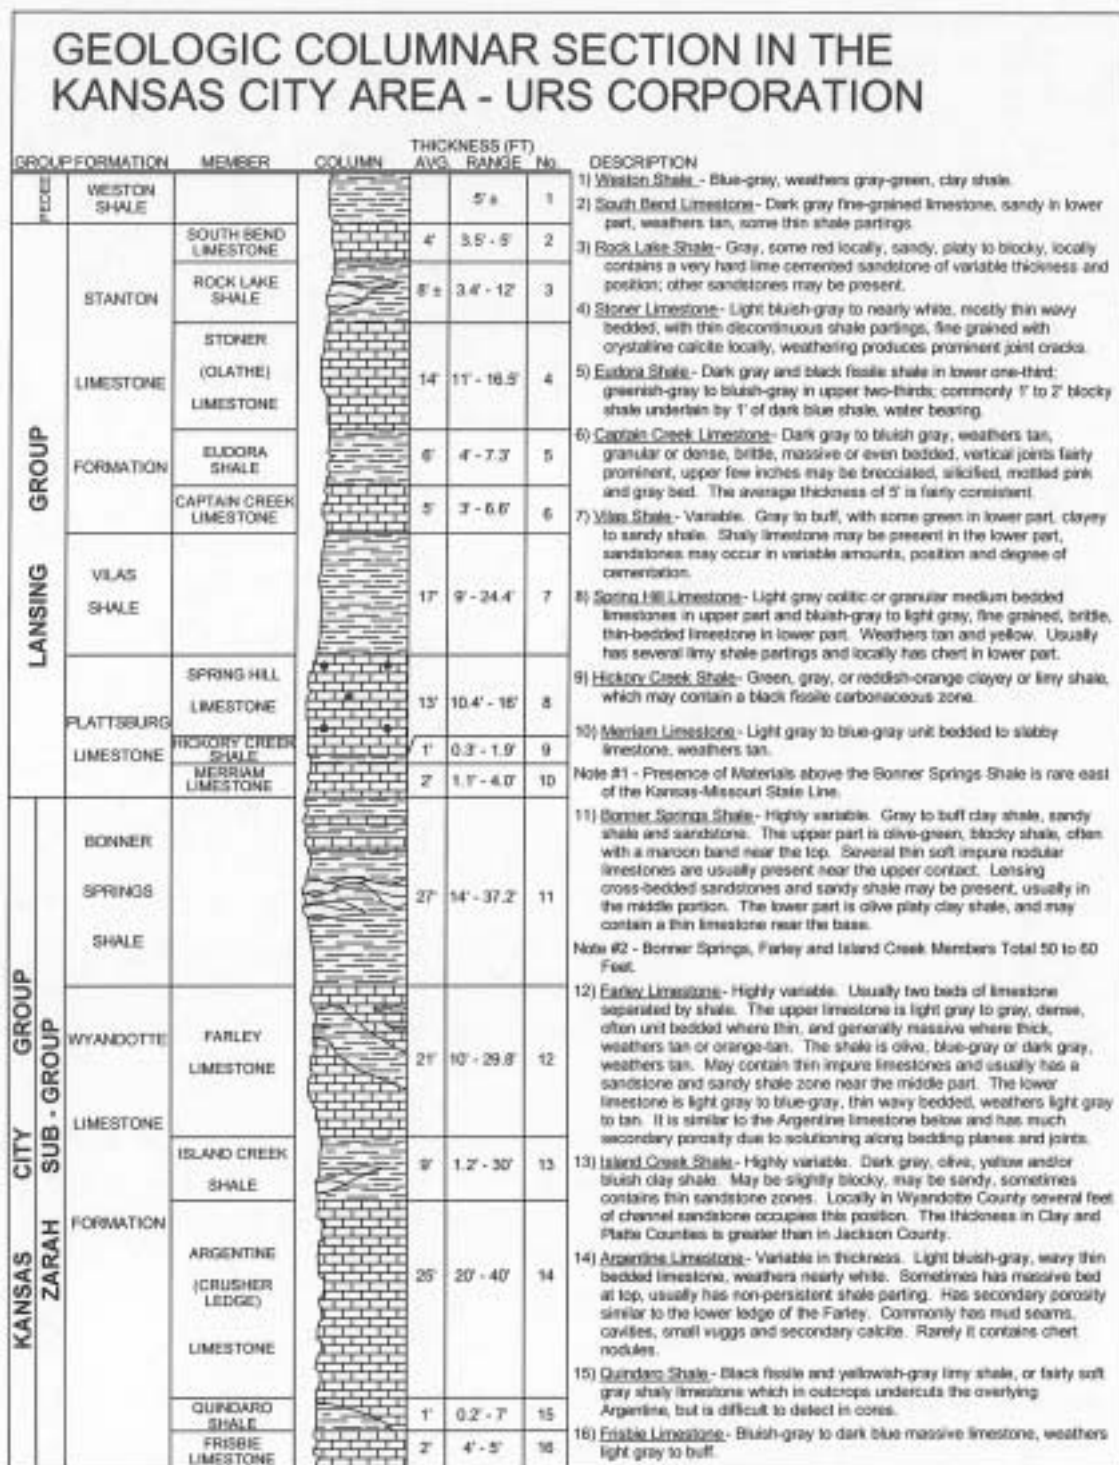 GEOLOGIC COLUMNAR SECTION IN THE
KANSAS CITY AREA - URS CORPORATION
THICKNESS (FT)
GROUP FORMATION MEMBER COLUMN AVG. RANGE No. DESCRIPTION
PEDEE
WESTON
SHALE
5' ± 1
SOUTH BEND
LIMESTONE
4' 3.5' - 5' 2
ROCK LAKE
SHALE
8' ± 3.4' - 12' 3
STANTON
LIMESTONE
FORMATION
STONER
(OLATHE)
LIMESTONE
14' 11' - 16.5' 4
EUDORA
SHALE
6' 4' - 7.3' 5
CAPTAIN CREEK
LIMESTONE
5' 3' - 6.6' 6
LANSING GROUP
VILAS
SHALE
17' 9' - 24.4' 7
SPRING HILL
LIMESTONE
13' 10.4' - 16' 8
PLATTSBURG
LIMESTONE
HICKORY CREEK
SHALE
1' 0.3' - 1.9' 9
MERRIAM
LIMESTONE
2' 1.1' - 4.0' 10
BONNER
SPRINGS
SHALE
27' 14' - 37.2' 11
KANSAS CITY GROUP
ZARAH SUB - GROUP
WYANDOTTE
LIMESTONE
FORMATION
FARLEY
LIMESTONE
21' 10' - 29.8' 12
ISLAND CREEK
SHALE
9' 1.2' - 30' 13
ARGENTINE
(CRUSHER
LEDGE)
LIMESTONE
20' - 40' 14
QUINDARO
SHALE
1' 0.2' - 7' 15
FRISBIE
LIMESTONE
2' 4' - 5' 16
1) Weston Shale - Blue-gray, weathers gray-green, clay shale.
2) South Bend Limestone - Dark gray fine-grained limestone, sandy in lower
part, weathers tan, some thin shale partings.
3) Rock Lake Shale - Gray, some red locally, sandy, platy to blocky, locally
contains a very hard lime cemented sandstone of variable thickness and
position; other sandstones may be present.
4) Stoner Limestone - Light bluish-gray to nearly white, mostly thin wavy
bedded, with thin discontinuous shale partings, fine grained with
crystalline calcite locally, weathering produces prominent joint cracks.
5) Eudora Shale - Dark gray and black fissile shale in lower one-third;
greenish-gray to bluish-gray in upper two-thirds; commonly 1' to 2' blocky
shale underlain by 1' of dark blue shale, water bearing.
6) Captain Creek Limestone - Dark gray to bluish gray, weathers tan,
granular or dense, brittle, massive or even bedded, vertical joints fairly
prominent, upper few inches may be brecciated, silicified, mottled pink
and gray bed. The average thickness of 5' is fairly consistent.
7) Vilas Shale - Variable. Gray to buff, with some green in lower part, clayey
to sandy shale. Shaly limestone may be present in the lower part,
sandstones may occur in variable amounts, position and degree of
cementation.
8) Spring Hill Limestone - Light gray oolitic or granular medium bedded
limestones in upper part and bluish-gray to light gray, fine grained, brittle,
thin-bedded limestone in lower part. Weathers tan and yellow. Usually
has several limy shale partings and locally has chert in lower part.
9) Hickory Creek Shale - Green, gray, or reddish-orange clayey or limy shale,
which may contain a black fissile carbonaceous zone.
10) Merriam Limestone - Light gray to blue-gray unit bedded to slabby
limestone, weathers tan.
Note #1 - Presence of Materials above the Bonner Springs Shale is rare east
of the Kansas-Missouri State Line.
11) Bonner Springs Shale - Highly variable. Gray to buff clay shale, sandy
shale and sandstone. The upper part is olive-green, blocky shale, often
with a maroon band near the top. Several thin soft impure nodular
limestones are usually present near the upper contact. Lensing
cross-bedded sandstones and sandy shale may be present, usually in
the middle portion. The lower part is olive platy clay shale, and may
contain a thin limestone near the base.
Note #2 - Bonner Springs, Farley and Island Creek Members Total 50 to 60
Feet.
12) Farley Limestone - Highly variable. Usually two beds of limestone
separated by shale. The upper limestone is light gray to gray, dense,
often unit bedded where thin, and generally massive where thick,
weathers tan or orange-tan. The shale is olive, blue-gray or dark gray,
weathers tan. May contain thin impure limestones and usually has a
sandstone and sandy shale zone near the middle part. The lower
limestone is light gray to blue-gray, thin wavy bedded, weathers light gray
to tan. It is similar to the Argentine limestone below and has much
secondary porosity due to solutioning along bedding planes and joints.
13) Island Creek Shale - Highly variable. Dark gray, olive, yellow and/or
bluish clay shale. May be slightly blocky, may be sandy, sometimes
contains thin sandstone zones. Locally in Wyandotte County several feet
of channel sandstone occupies this position. The thickness in Clay and
Platte Counties is greater than in Jackson County.
14) Argentine Limestone - Variable in thickness. Light bluish-gray, wavy thin
bedded limestone, weathers nearly white. Sometimes has massive bed
at top, usually has non-persistent shale parting. Has secondary porosity
similar to the lower ledge of the Farley. Commonly has mud seams,
cavities, small vuggs and secondary calcite. Rarely it contains chert
nodules.
15) Quindaro Shale - Black fissile and yellowish-gray limy shale, or fairly soft
gray shaly limestone which in outcrops undercuts the overlying
Argentine, but is difficult to detect in cores.
16) Frisbie Limestone - Bluish-gray to dark blue massive limestone, weathers
light gray to buff.